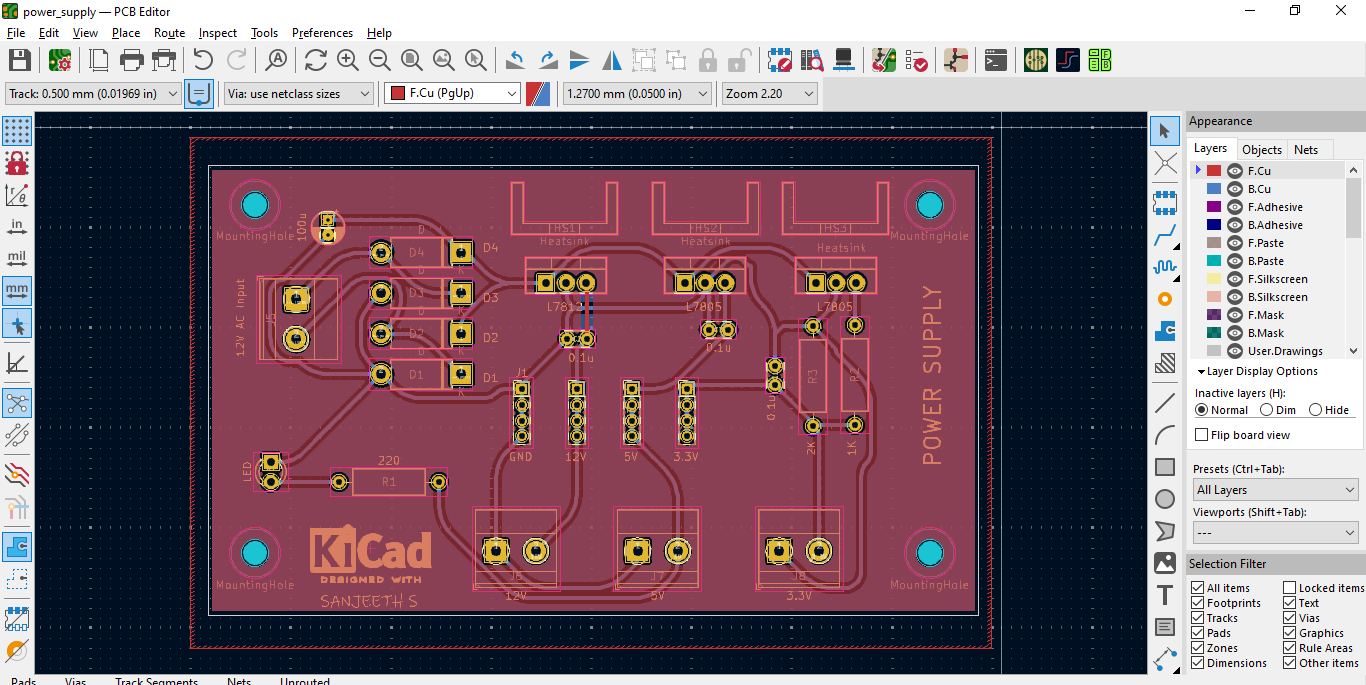 power_supply — PCB Editor
File Edit View Place Route Inspect Tools Preferences Help
Track: 0.500 mm (0.01969 in) Via: use netclass sizes F.Cu (PgUp) 1.2700 mm (0.0500 in) Zoom 2.20
in
mil
mm
100u
MountingHole
12V AC Input
J5
D
D4
D4
D3
D3
D2
D2
D1
D1
HS1
Heatsink
HS2
Heatsink
HS3
Heatsink
MountingHole
L7812
L7805
L7805
0.1u
0.1u
0.1u
J1
GND
12V
5V
3.3V
R3
2K
1K
POWER SUPPLY
LED
220
R1
MountingHole
KiCad
DESIGNED WITH
SANJEETH S
12V
J7
5V
J8
3.3V
MountingHole
Appearance
Layers Objects Nets
F.Cu
B.Cu
F.Adhesive
B.Adhesive
F.Paste
B.Paste
F.Silkscreen
B.Silkscreen
F.Mask
B.Mask
User.Drawings
Layer Display Options
Inactive layers (H):
Normal Dim Hide
Flip board view
Presets (Ctrl+Tab):
All Layers
Viewports (Shift+Tab):
---
Selection Filter
All items Locked items
Footprints Text
Tracks Vias
Pads Graphics
Zones Rule Areas
Dimensions Other items
Pads Vias Track Segments Nets Unrouted